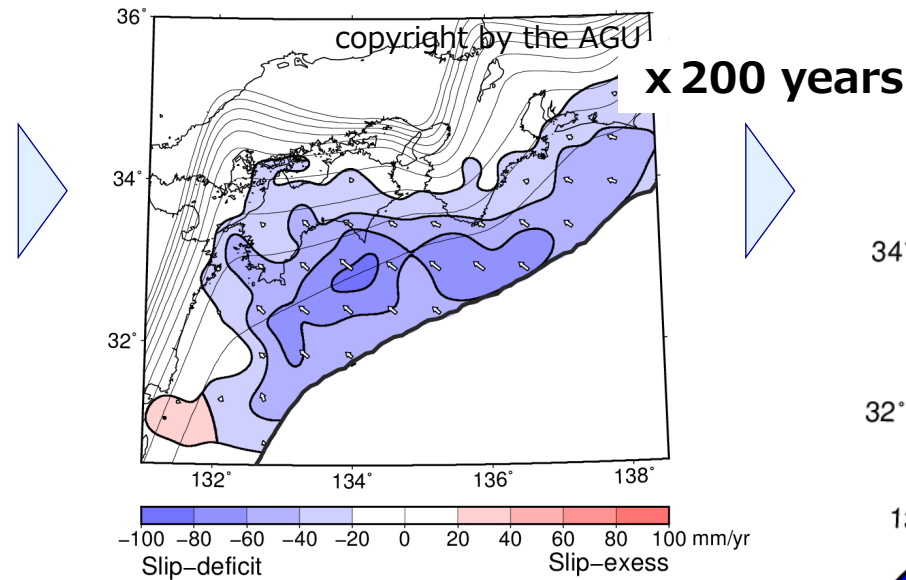 36°
copyright by the AGU
x 200 years
34°
34°
32°
32°
132°
134°
136°
138°
−100 −80 −60 −40 −20 0 20 40 60 80 100 mm/yr
Slip−deficit
Slip−exess